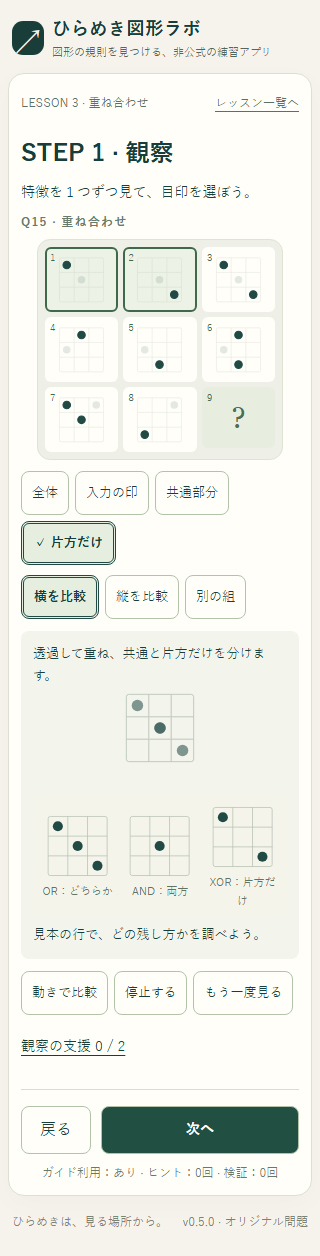 ひらめき図形ラボ
図形の規則を見つける、非公式の練習アプリ
LESSON 3 · 重ね合わせ
レッスン一覧へ
STEP 1 · 観察
特徴を1つずつ見て、目印を選ぼう。
Q15 · 重ね合わせ
1
2
3
4
5
6
7
8
9
?
全体
入力の印
共通部分
✓ 片方だけ
横を比較
縦を比較
別の組
透過して重ね、共通と片方だけを分けま
す。
OR：どちらか
AND：両方
XOR：片方だ
け
見本の行で、どの残し方かを調べよう。
動きで比較
停止する
もう一度見る
観察の支援 0 / 2
戻る
次へ
ガイド利用：あり · ヒント：0回 · 検証：0回
ひらめきは、見る場所から。
v0.5.0 · オリジナル問題